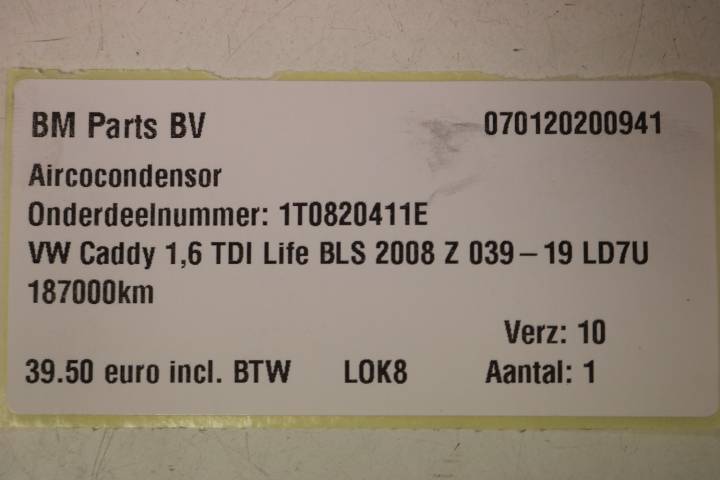 BM Parts BV 070120200941
Aircocondensor
Onderdeelnummer: 1T0820411E
VW Caddy 1,6 TDI Life BLS 2008 Z 039–19 LD7U
187000km
Verz: 10
39.50 euro incl. BTW LOK8 Aantal: 1